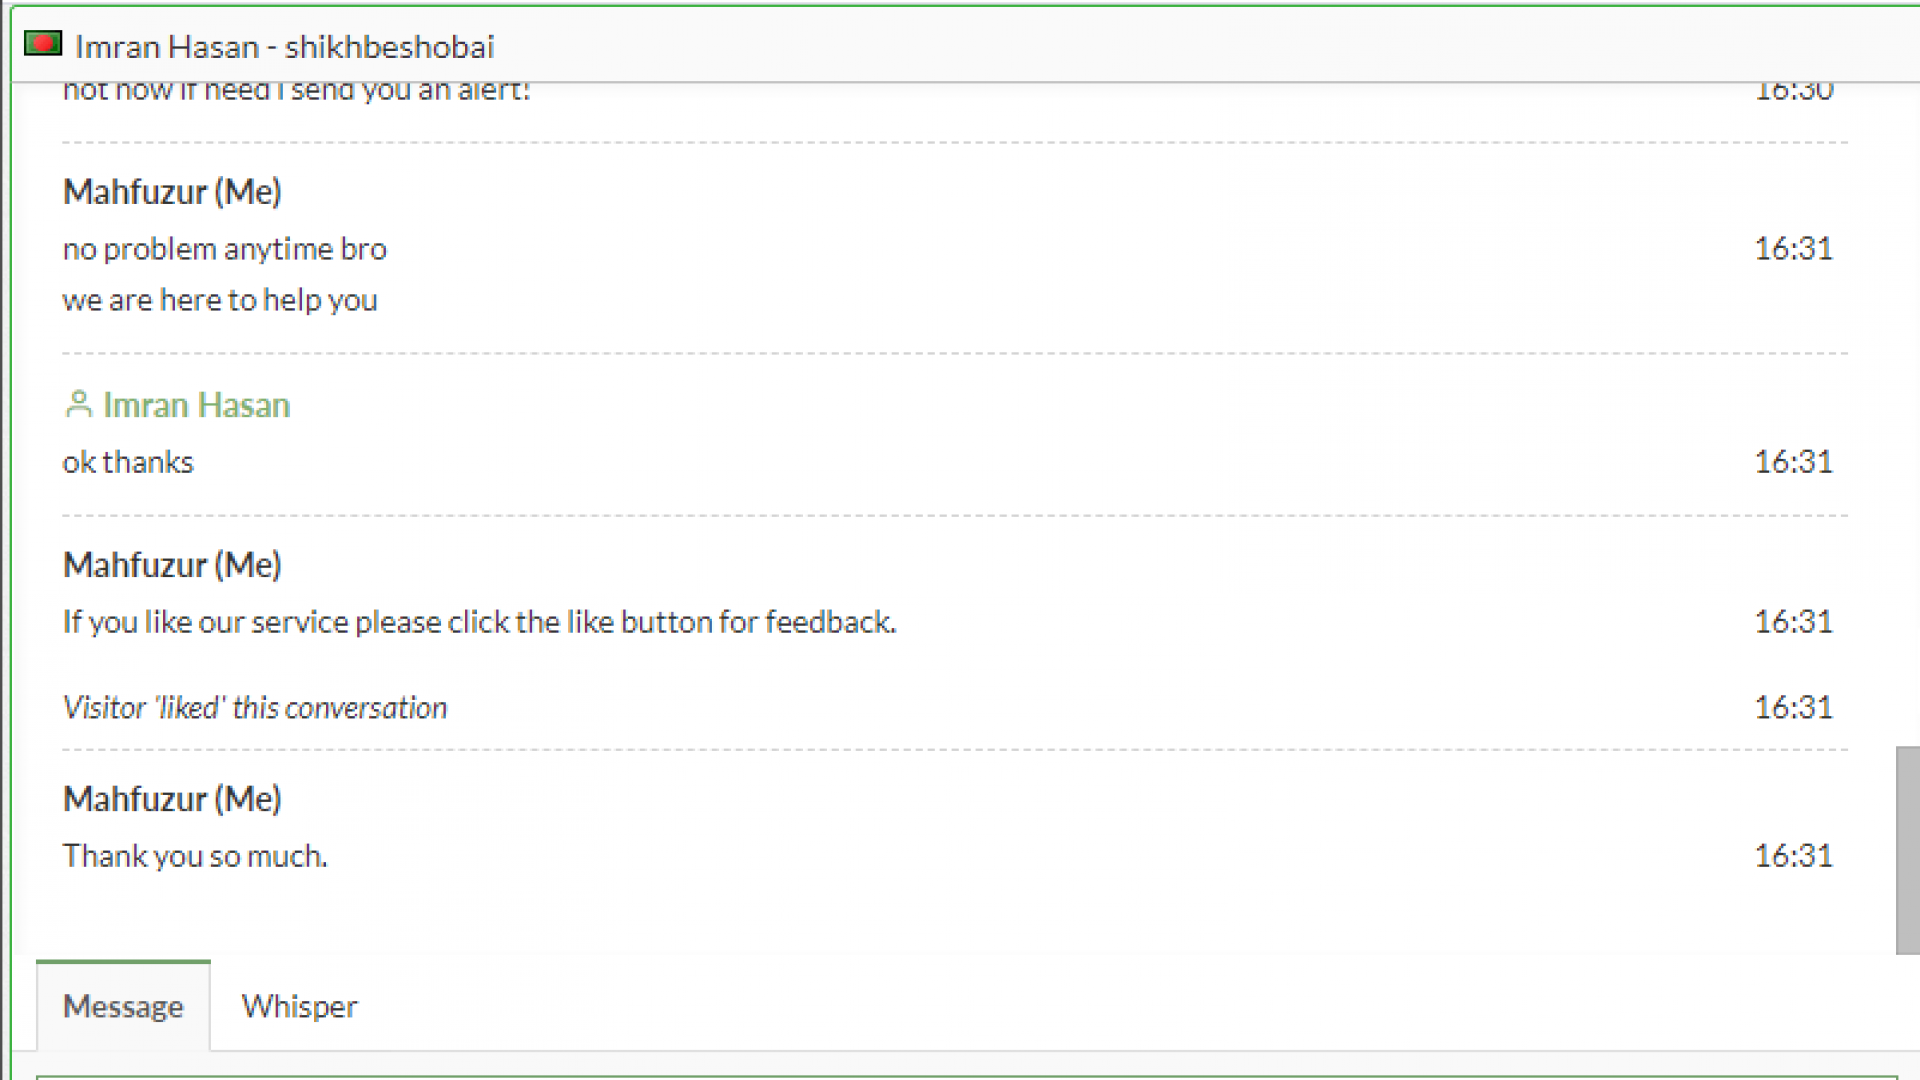 Imran Hasan - shikhbeshobai
not now if need I send you an alert! 16:30
Mahfuzur (Me)
no problem anytime bro 16:31
we are here to help you
Imran Hasan
ok thanks 16:31
Mahfuzur (Me)
If you like our service please click the like button for feedback. 16:31
Visitor 'liked' this conversation 16:31
Mahfuzur (Me)
Thank you so much. 16:31
Message Whisper